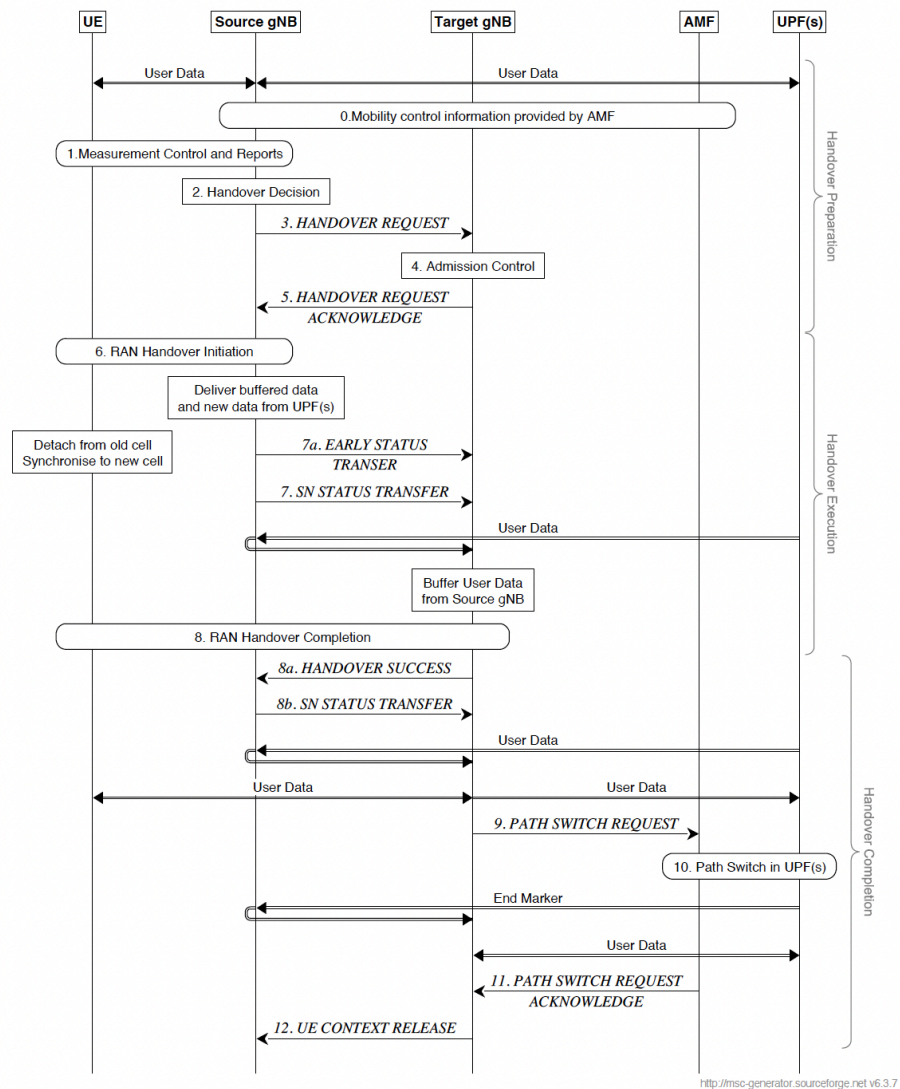 UE
Source gNB
Target gNB
AMF
UPF(s)
User Data
User Data
0.Mobility control information provided by AMF
1.Measurement Control and Reports
2. Handover Decision
3. HANDOVER REQUEST
4. Admission Control
5. HANDOVER REQUEST
ACKNOWLEDGE
Handover Preparation
6. RAN Handover Initiation
Deliver buffered data
and new data from UPF(s)
Detach from old cell
Synchronise to new cell
7a. EARLY STATUS
TRANSER
7. SN STATUS TRANSFER
User Data
Buffer User Data
from Source gNB
Handover Execution
8. RAN Handover Completion
8a. HANDOVER SUCCESS
8b. SN STATUS TRANSFER
User Data
User Data
User Data
9. PATH SWITCH REQUEST
10. Path Switch in UPF(s)
End Marker
User Data
11. PATH SWITCH REQUEST
ACKNOWLEDGE
12. UE CONTEXT RELEASE
Handover Completion
http://msc-generator.sourceforge.net v6.3.7